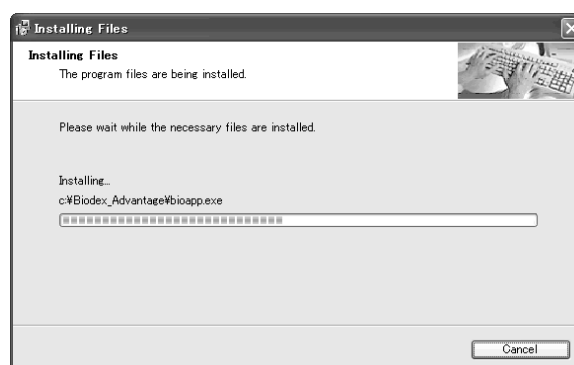 Installing Files
Installing Files
The program files are being installed.
Please wait while the necessary files are installed.
Installing...
c:¥Biodex_Advantage¥bioapp.exe
Cancel